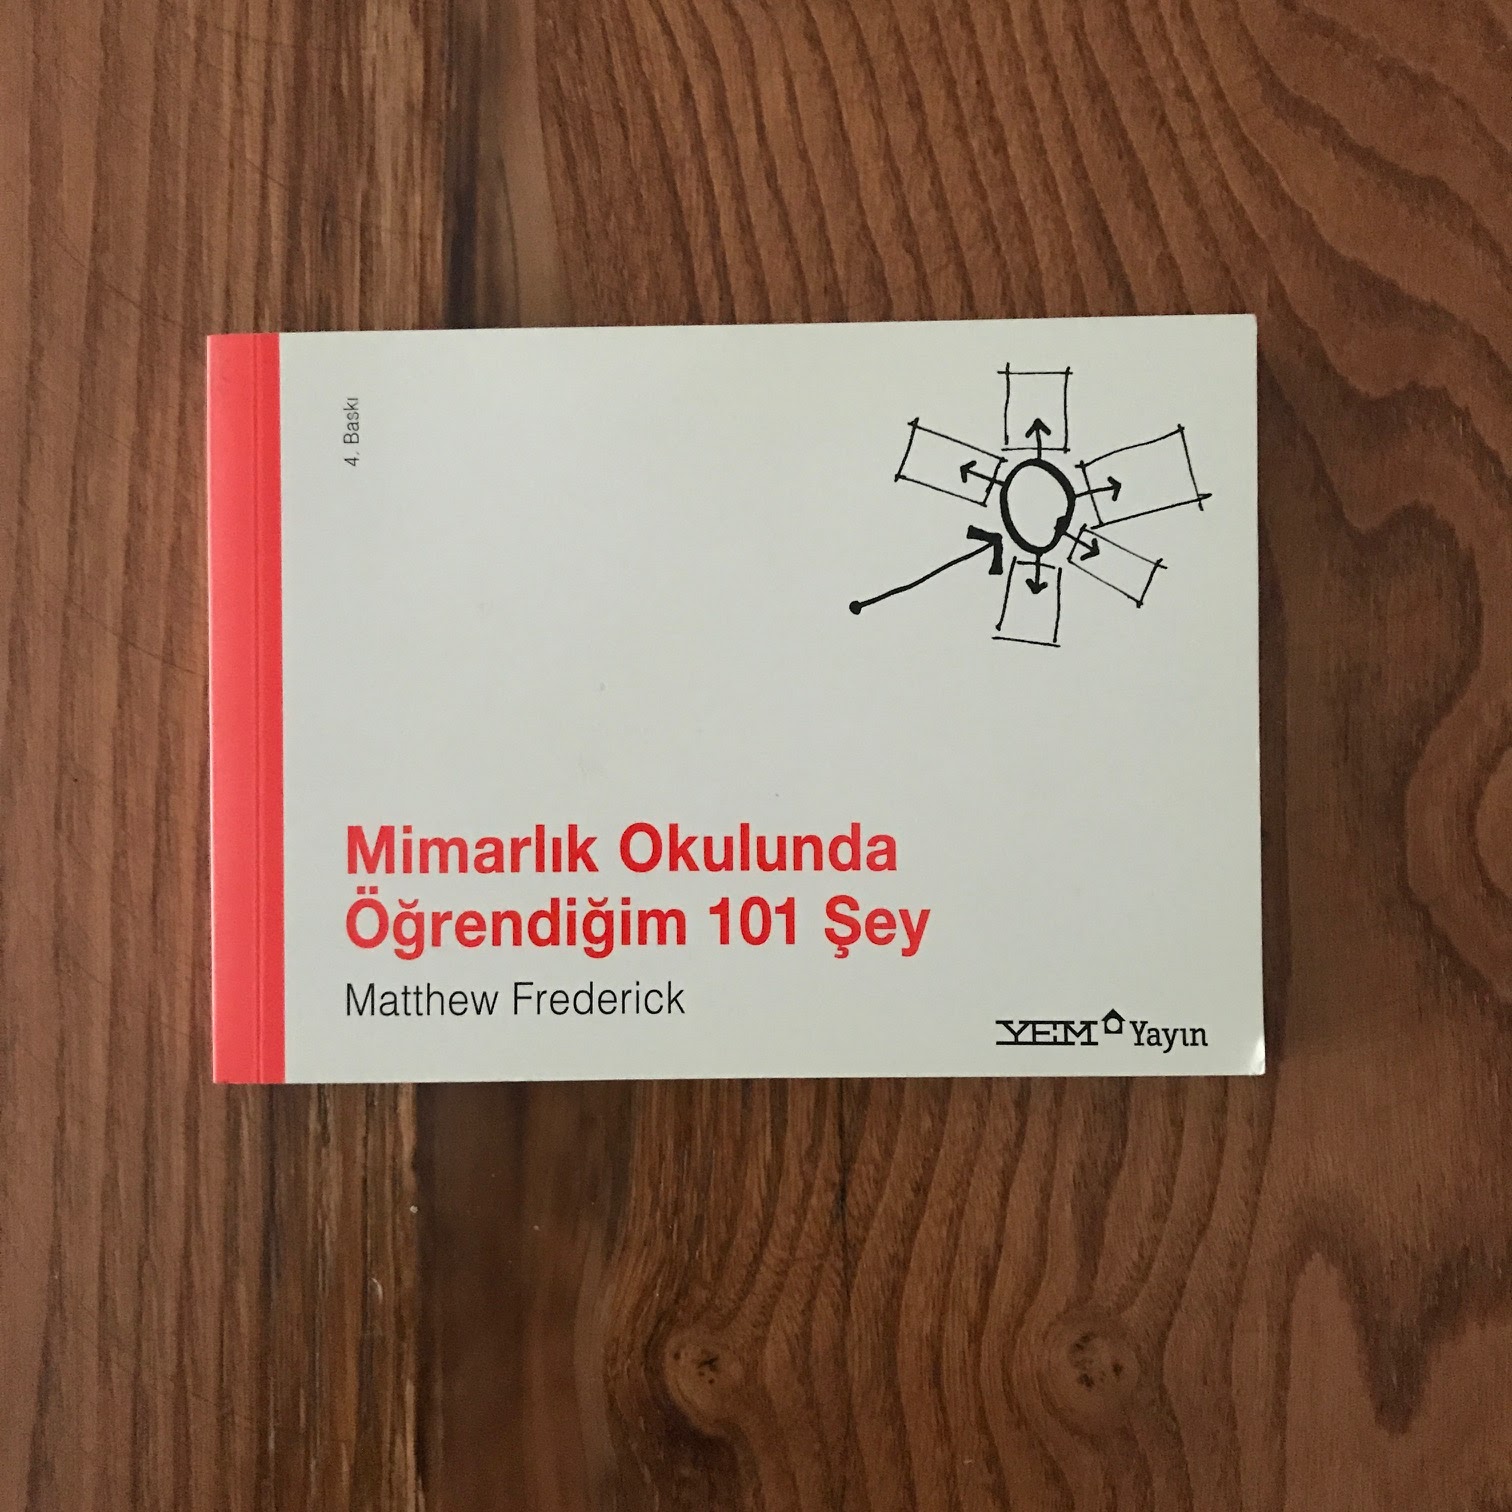 4. Baskı
Mimarlık Okulunda
Öğrendiğim 101 Şey
Matthew Frederick
YEM Yayın